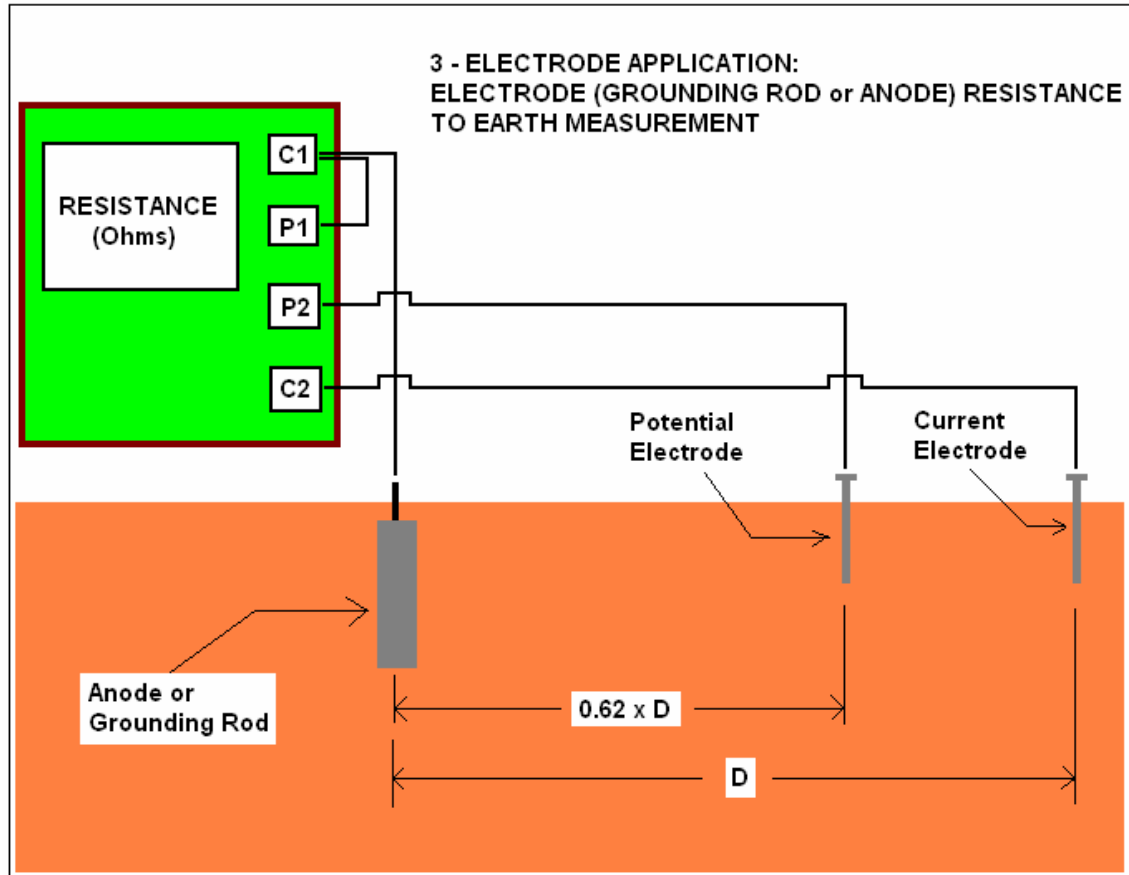 3 - ELECTRODE APPLICATION:
ELECTRODE (GROUNDING ROD or ANODE) RESISTANCE
TO EARTH MEASUREMENT
RESISTANCE
(Ohms)
C1
P1
P2
C2
Potential
Electrode
Current
Electrode
Anode or
Grounding Rod
0.62 x D
D